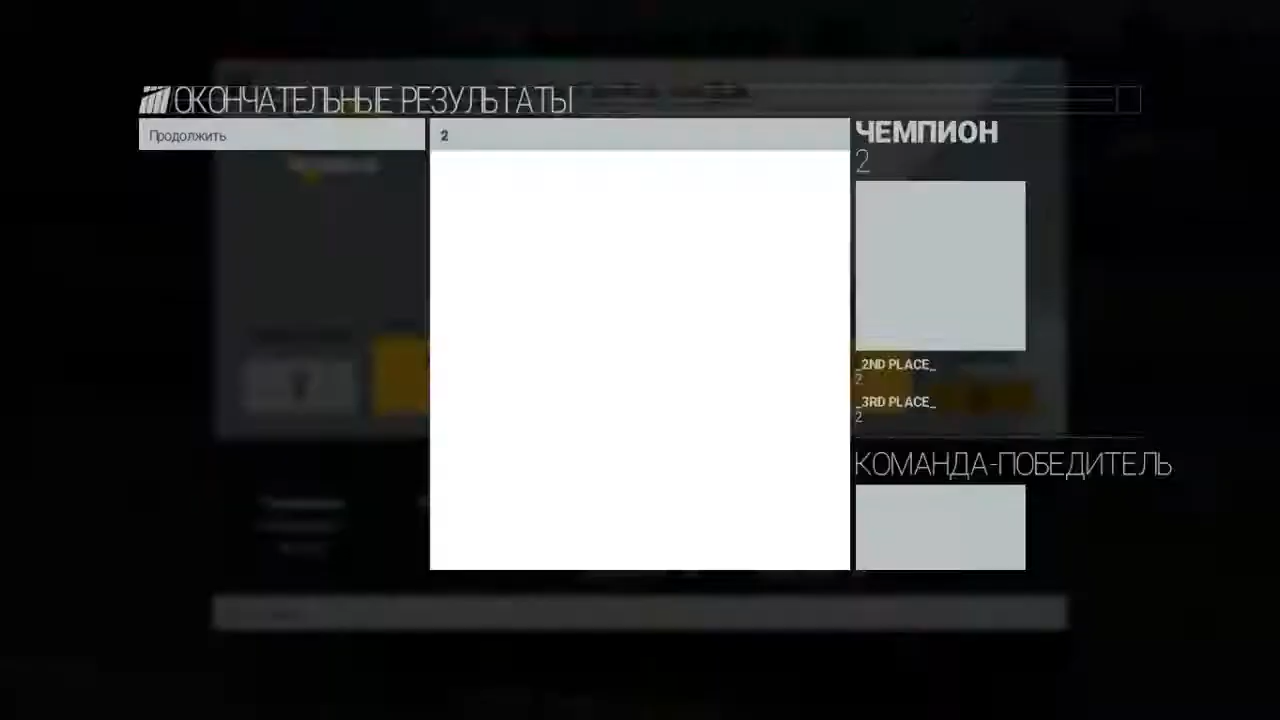 ОКОНЧАТЕЛЬНЫЕ РЕЗУЛЬТАТЫ
Продолжить
2
ЧЕМПИОН
2
_2ND PLACE_
2
_3RD PLACE_
2
КОМАНДА-ПОБЕДИТЕЛЬ